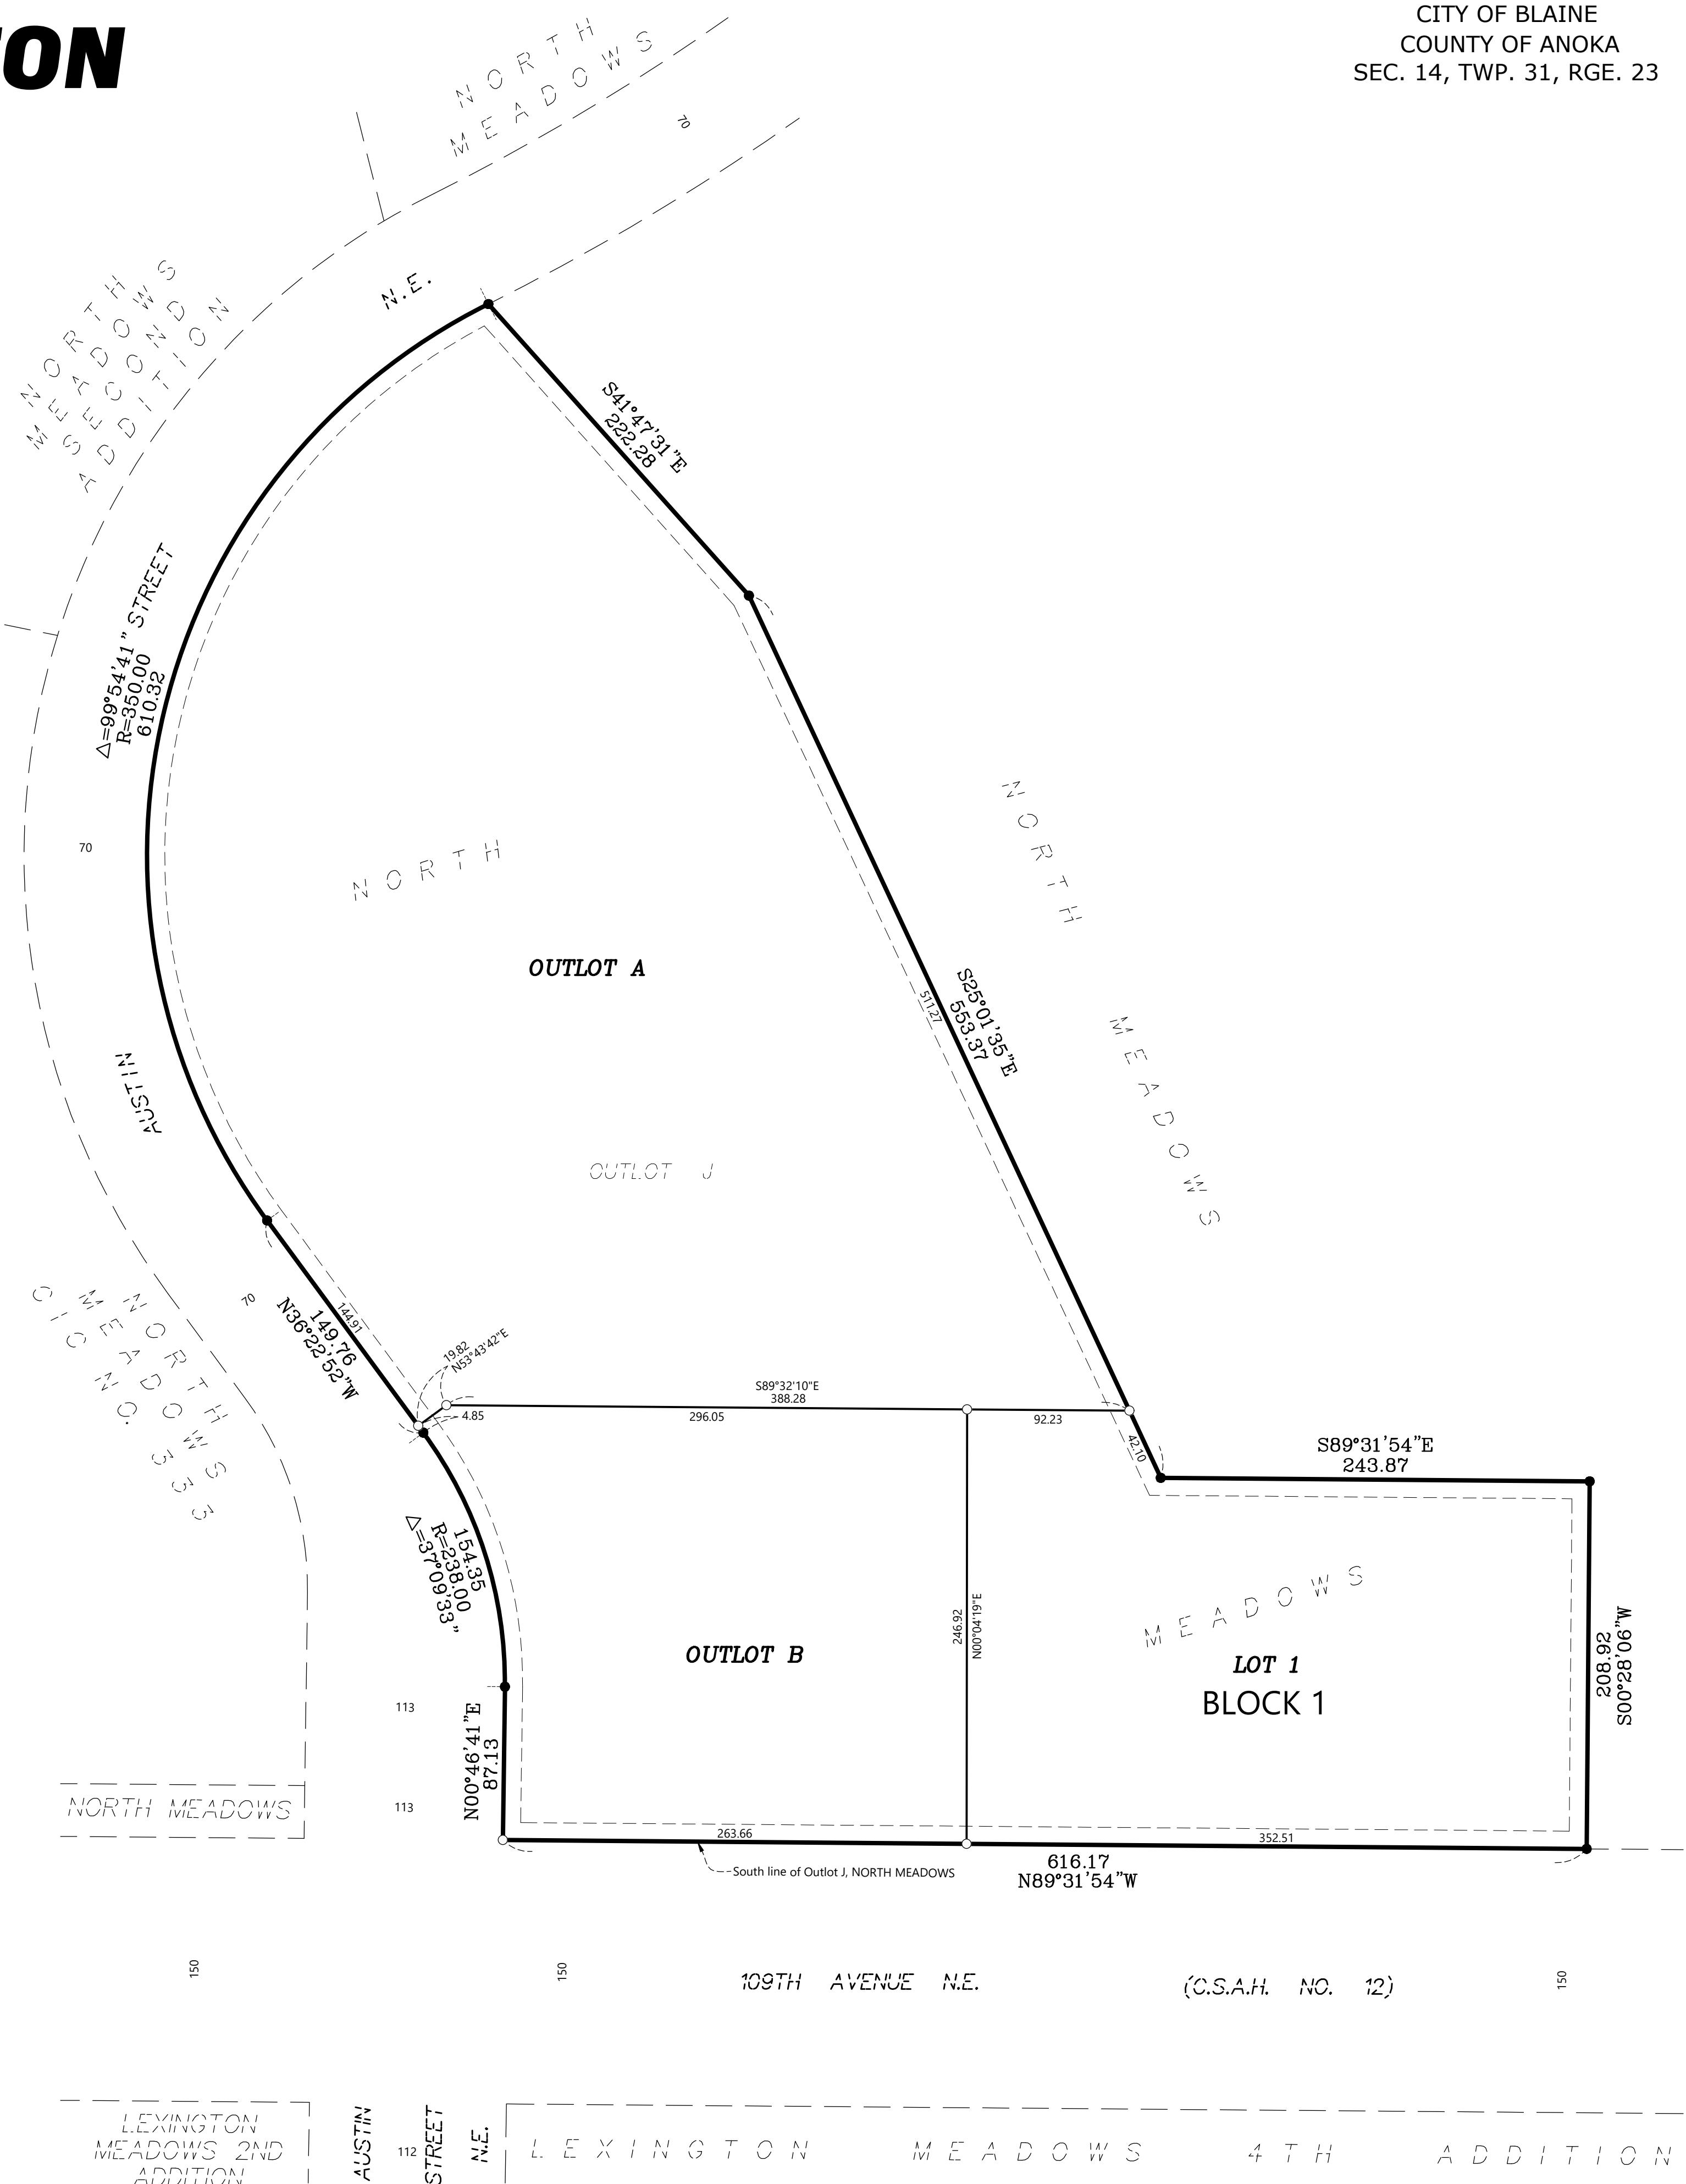 ON
CITY OF BLAINE
COUNTY OF ANOKA
SEC. 14, TWP. 31, RGE. 23
NORTH
MEADOWS
70
N.E.
NORTH
MEADOWS
SECOND
ADDITION
S41°47'31"E
222.28
STREET
Δ=99°54'41"
R=350.00
610.32
70
NORTH
NORTH
MEADOWS
OUTLOT A
S25°01'35"E
553.37
511.27
AUSTIN
OUTLOT J
NORTH
MEADOWS
CIC NO. 333
70
144.91
149.76
N36°22'52"W
19.82
N53°43'42"E
4.85
S89°32'10"E
388.28
296.05
92.23
42.10
S89°31'54"E
243.87
154.35
R=238.00
Δ=37°09'33"
246.92
N00°04'19"E
MEADOWS
208.92
S00°28'06"W
OUTLOT B
LOT 1
BLOCK 1
113
N00°46'41"E
87.13
113
NORTH MEADOWS
263.66
352.51
616.17
N89°31'54"W
South line of Outlot J, NORTH MEADOWS
150
150
109TH AVENUE N.E.
(C.S.A.H. NO. 12)
150
LEXINGTON
MEADOWS 2ND
ADDITION
AUSTIN
112
STREET
N.E.
LEXINGTON MEADOWS 4TH ADDITION